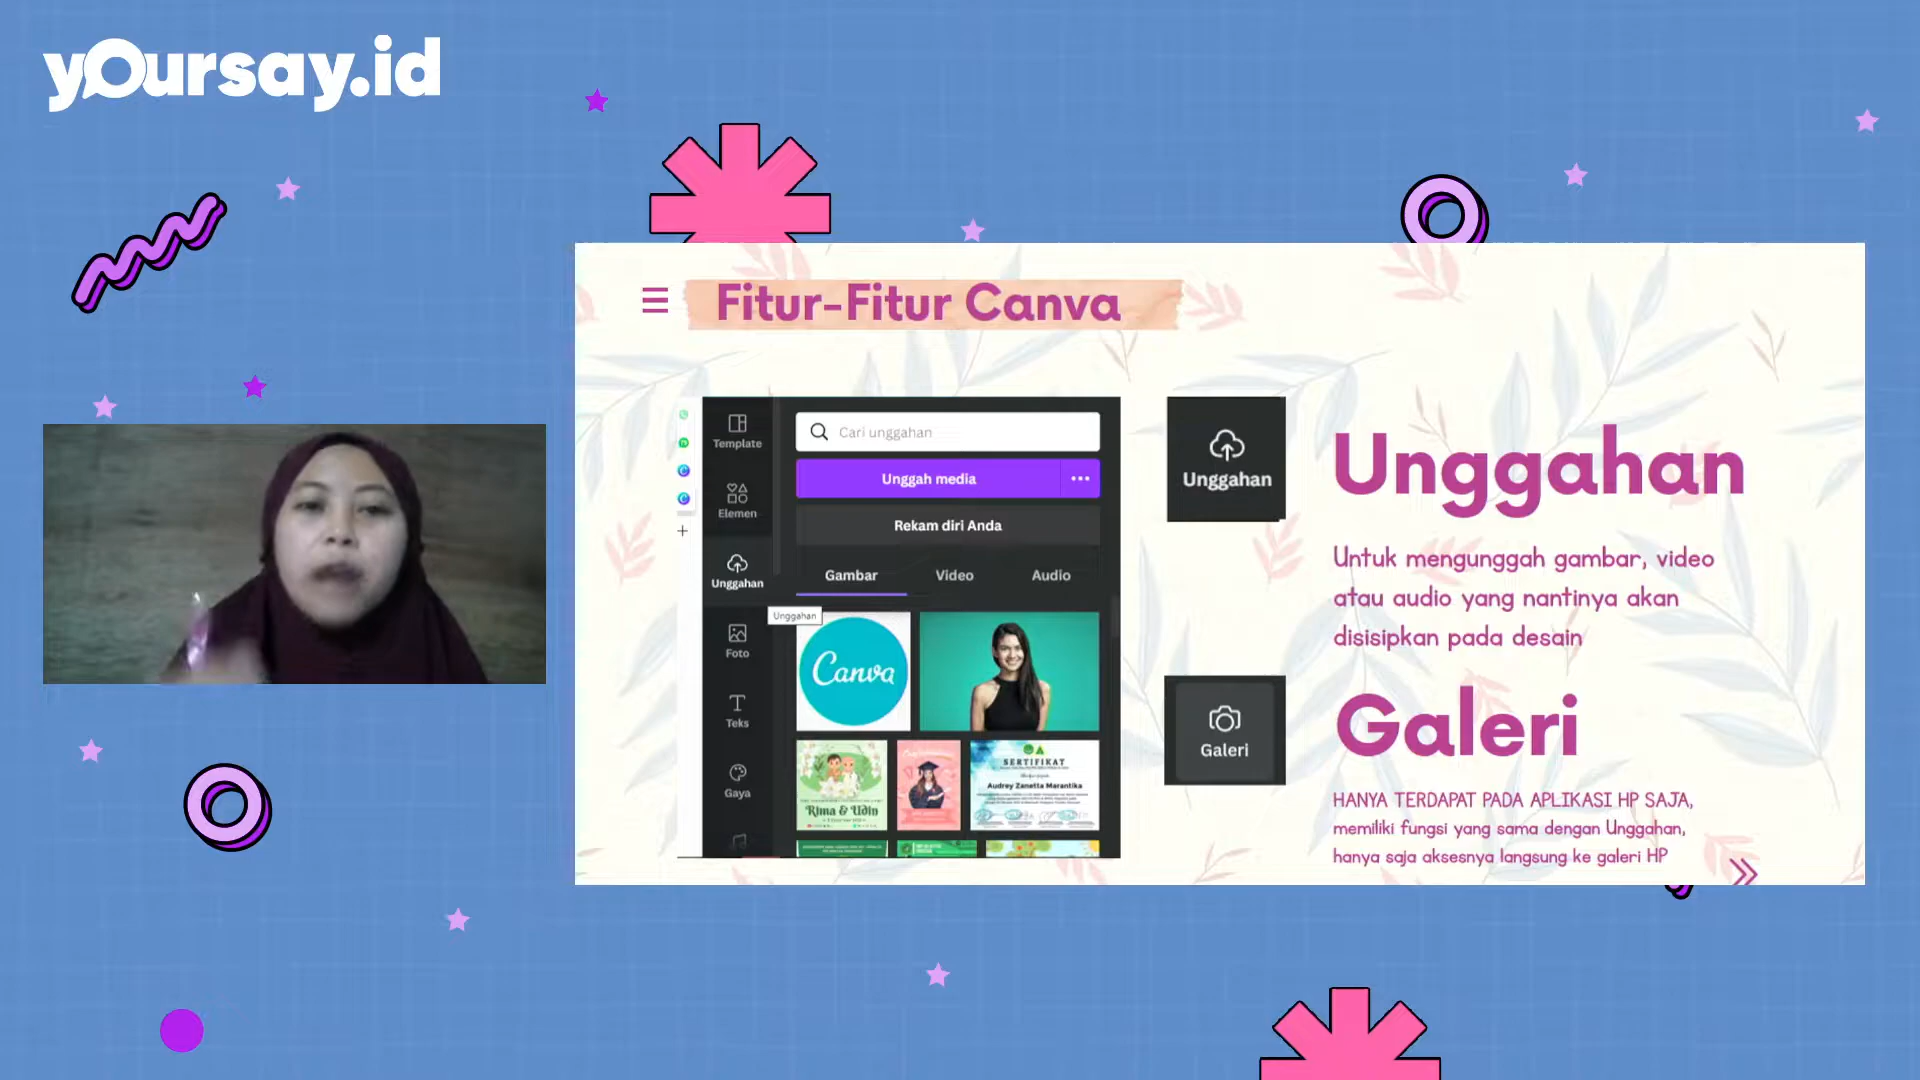 yoursay.id
Fitur-Fitur Canva
Template
Elemen
Unggahan
Foto
Teks
Gaya
Cari unggahan
Unggah media
Rekam diri Anda
Gambar Video Audio
Unggahan
Canva
Rima & Udin
SERTIFIKAT
Audrey Zanetta Marantika
Unggahan
Unggahan
Untuk mengunggah gambar, video
atau audio yang nantinya akan
disisipkan pada desain
Galeri
Galeri
HANYA TERDAPAT PADA APLIKASI HP SAJA,
memiliki fungsi yang sama dengan Unggahan,
hanya saja aksesnya langsung ke galeri HP